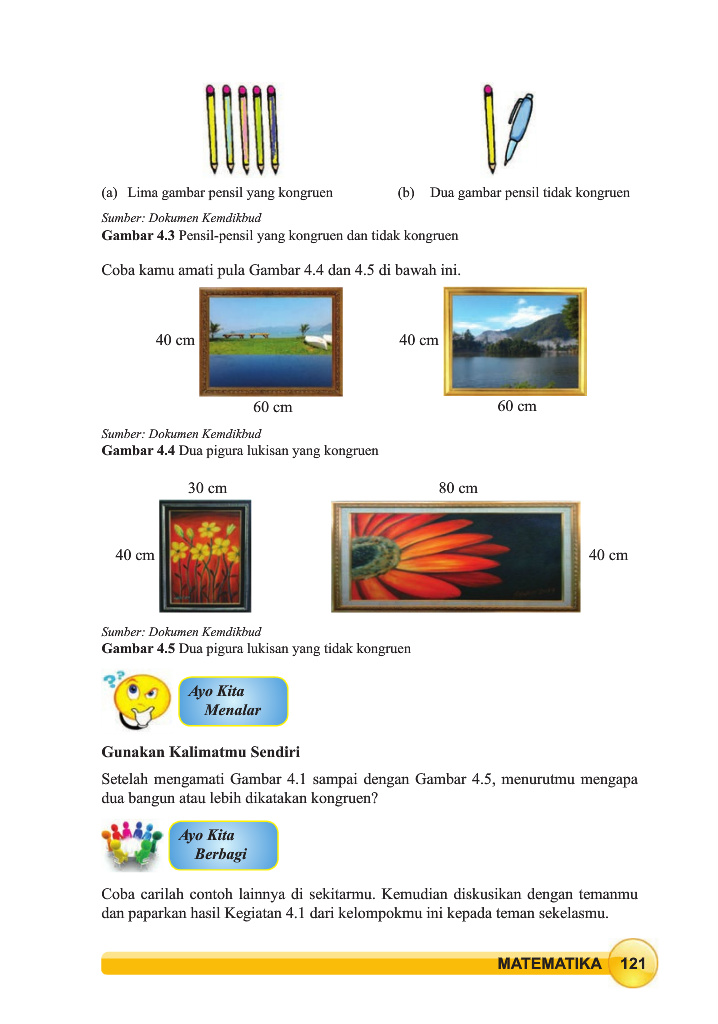 (a) Lima gambar pensil yang kongruen
(b) Dua gambar pensil tidak kongruen
Sumber: Dokumen Kemdikbud
Gambar 4.3 Pensil-pensil yang kongruen dan tidak kongruen
Coba kamu amati pula Gambar 4.4 dan 4.5 di bawah ini.
40 cm
40 cm
60 cm
60 cm
Sumber: Dokumen Kemdikbud
Gambar 4.4 Dua pigura lukisan yang kongruen
30 cm
80 cm
40 cm
40 cm
Sumber: Dokumen Kemdikbud
Gambar 4.5 Dua pigura lukisan yang tidak kongruen
Ayo Kita
Menalar
Gunakan Kalimatmu Sendiri
Setelah mengamati Gambar 4.1 sampai dengan Gambar 4.5, menurutmu mengapa
dua bangun atau lebih dikatakan kongruen?
Ayo Kita
Berbagi
Coba carilah contoh lainnya di sekitarmu. Kemudian diskusikan dengan temanmu
dan paparkan hasil Kegiatan 4.1 dari kelompokmu ini kepada teman sekelasmu.
MATEMATIKA 121